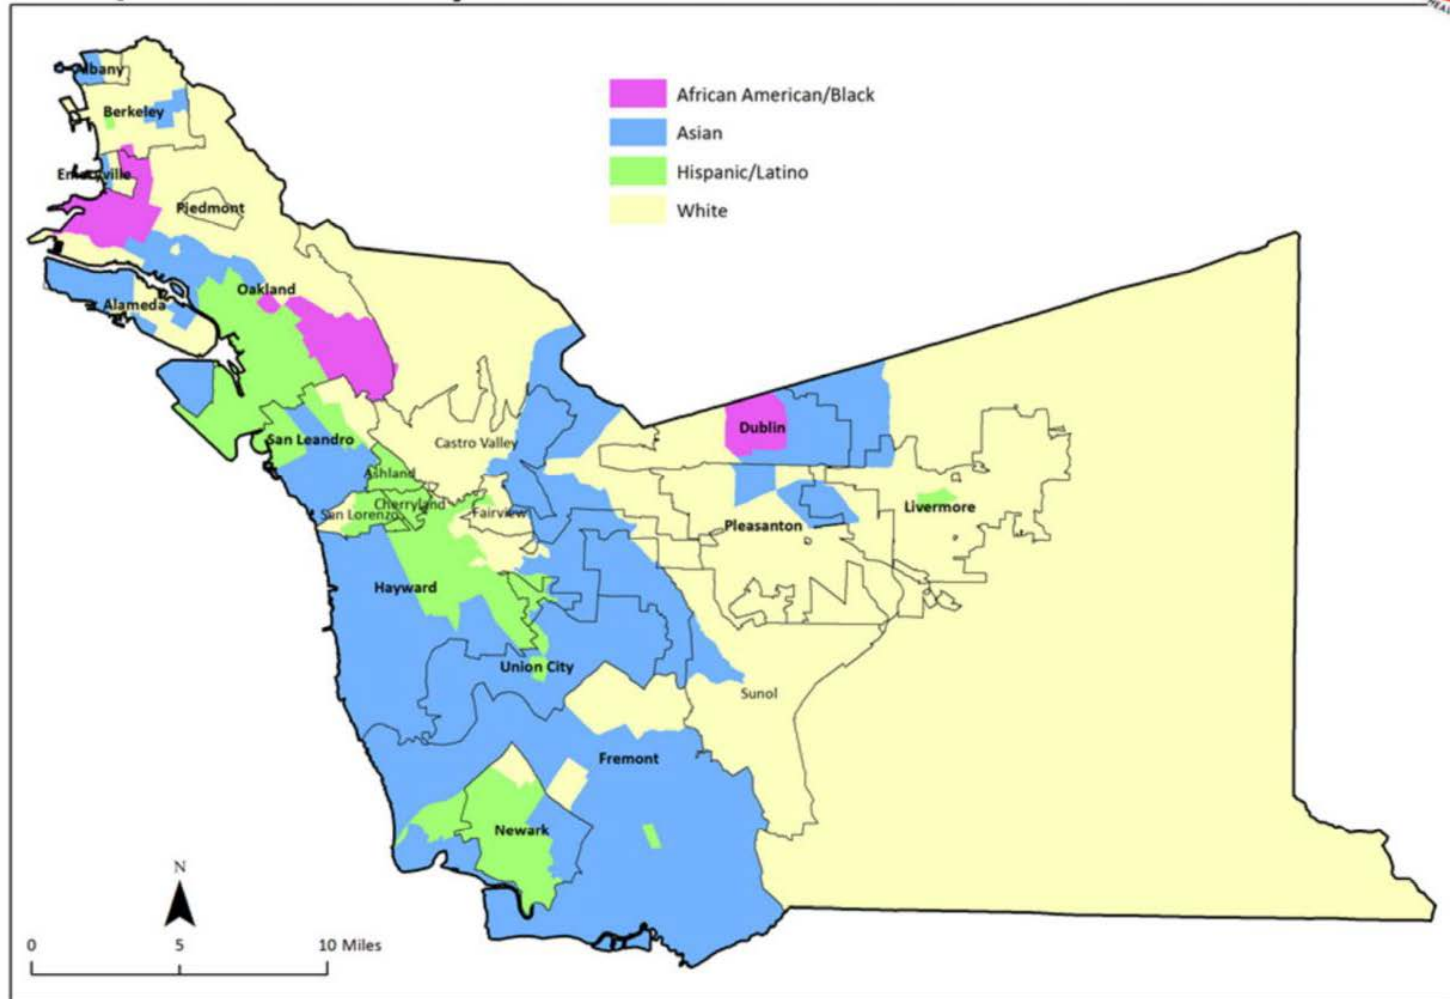 African American/Black
Asian
Hispanic/Latino
White
Albany
Berkeley
Emeryville
Piedmont
Oakland
Alameda
San Leandro
Castro Valley
Ashland
Cherryland
San Lorenzo
Fairview
Hayward
Union City
Dublin
Pleasanton
Livermore
Sunol
Fremont
Newark
N
0 5 10 Miles